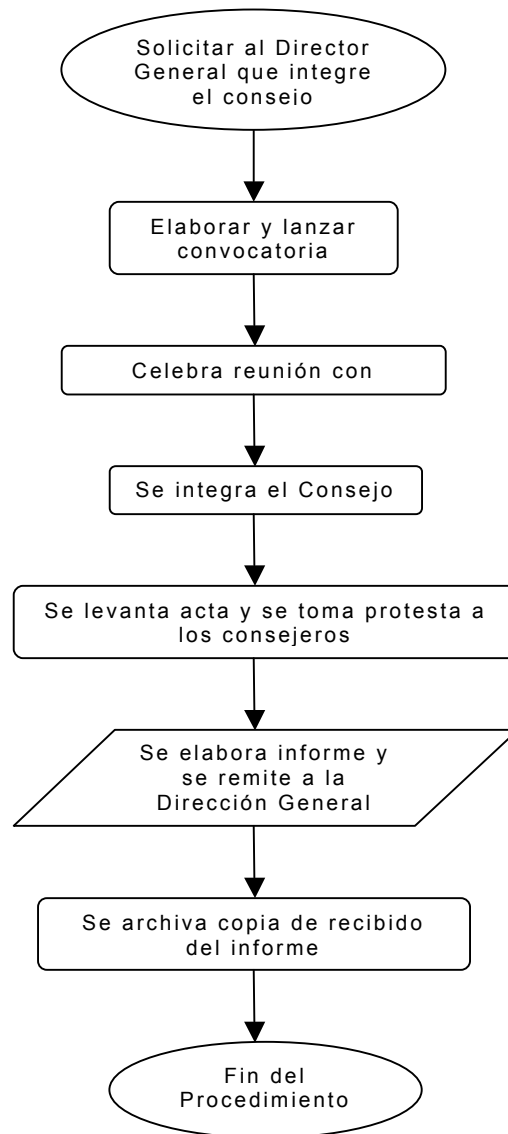 Solicitar al Director
General que integre
el consejo
Elaborar y lanzar
convocatoria
Celebra reunión con
Se integra el Consejo
Se levanta acta y se toma protesta a
los consejeros
Se elabora informe y
se remite a la
Dirección General
Se archiva copia de recibido
del informe
Fin del
Procedimiento